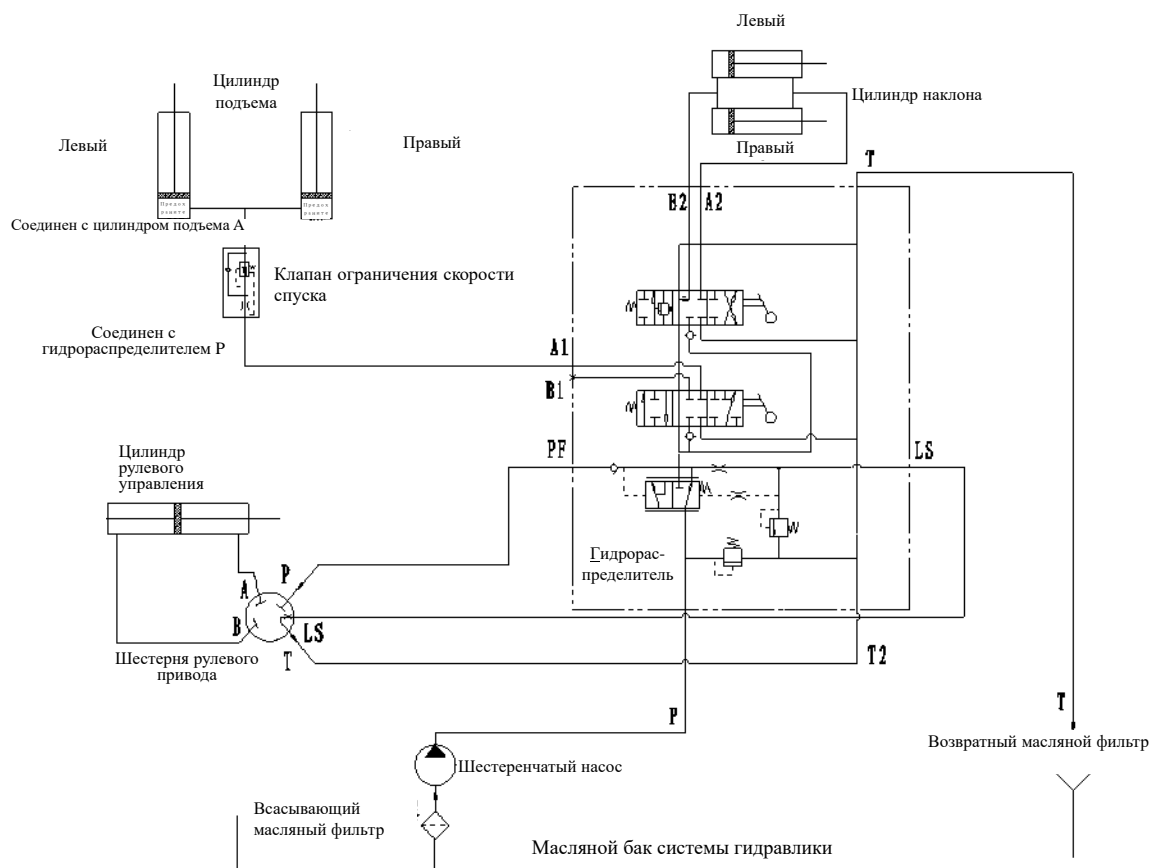 Левый
Цилиндр
подъема
Цилиндр наклона
Левый
Правый
Правый
T
B2
A2
Соединен с цилиндром подъема А
Клапан ограничения скорости
спуска
Соединен с
гидрораспределителем P
A1
B1
PF
LS
Цилиндр
рулевого
управления
Гидрорас-
пределитель
P
A
B
LS
T
Шестерня рулевого
привода
T2
P
T
Возвратный масляной фильтр
Шестеренчатый насос
Всасывающий
масляный фильтр
Масляной бак системы гидравлики